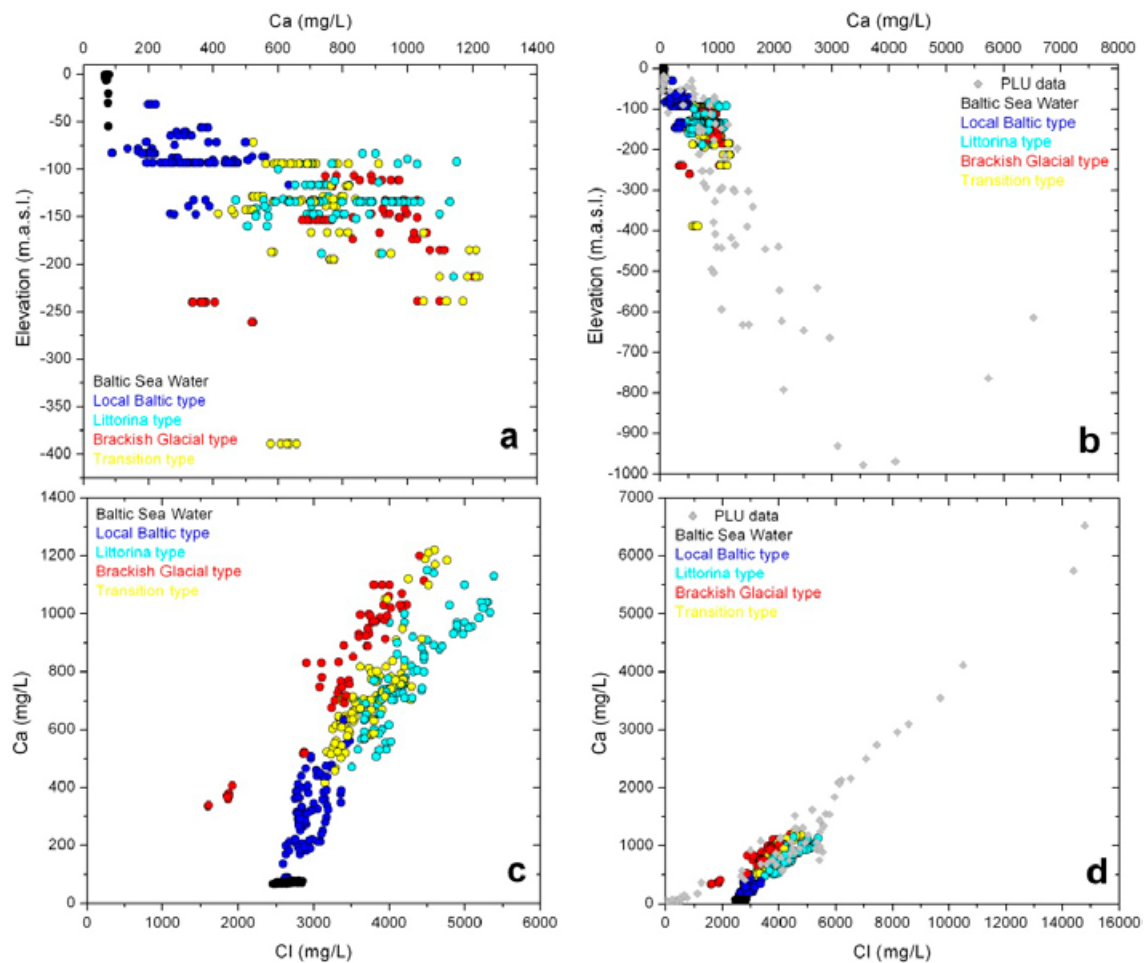 Ca (mg/L)
0 200 400 600 800 1000 1200 1400
Elevation (m.a.s.l.)
0
-50
-100
-150
-200
-250
-300
-350
-400
Baltic Sea Water
Local Baltic type
Littorina type
Brackish Glacial type
Transition type
a
Ca (mg/L)
0 1000 2000 3000 4000 5000 6000 7000 8000
Elevation (m.a.s.l.)
0
-100
-200
-300
-400
-500
-600
-700
-800
-900
-1000
PLU data
Baltic Sea Water
Local Baltic type
Littorina type
Brackish Glacial type
Transition type
b
Ca (mg/L)
1400
1200
1000
800
600
400
200
0
Baltic Sea Water
Local Baltic type
Littorina type
Brackish Glacial type
Transition type
c
0 1000 2000 3000 4000 5000 6000
Cl (mg/L)
Ca (mg/L)
7000
6000
5000
4000
3000
2000
1000
0
PLU data
Baltic Sea Water
Local Baltic type
Littorina type
Brackish Glacial type
Transition type
d
0 2000 4000 6000 8000 10000 12000 14000 16000
Cl (mg/L)